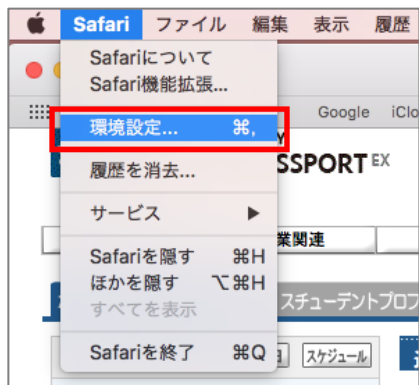 Safari ファイル 編集 表示 履歴
Safariについて
Safari機能拡張...
Google
環境設定... ⌘,
SSPORT EX
履歴を消去...
サービス ▶
業関連
Safariを隠す ⌘H
ほかを隠す ⌥⌘H
スチューデントプロフ
すべてを表示
Safariを終了 ⌘Q
スケジュール